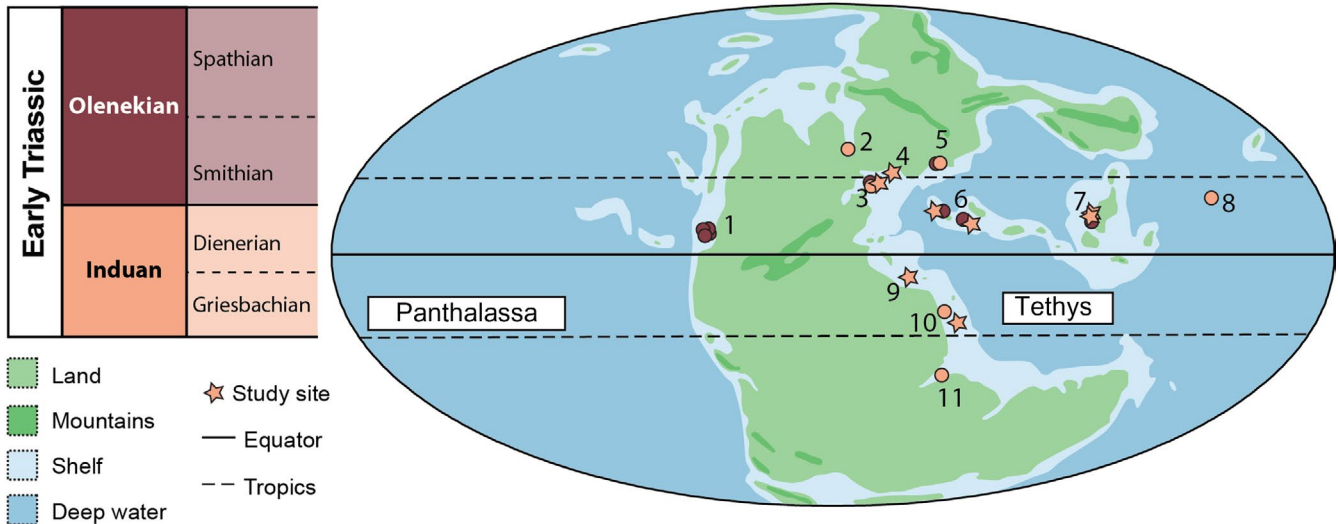 Early Triassic
Olenekian
Spathian
Smithian
Induan
Dienerian
Griesbachian
Land
Mountains
Shelf
Deep water
Study site
Equator
Tropics
Panthalassa
Tethys
1
2
3
4
5
6
7
8
9
10
11